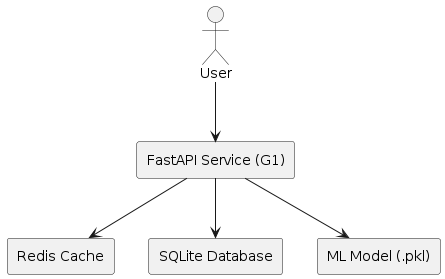 User
FastAPI Service (G1)
Redis Cache
SQLite Database
ML Model (.pkl)